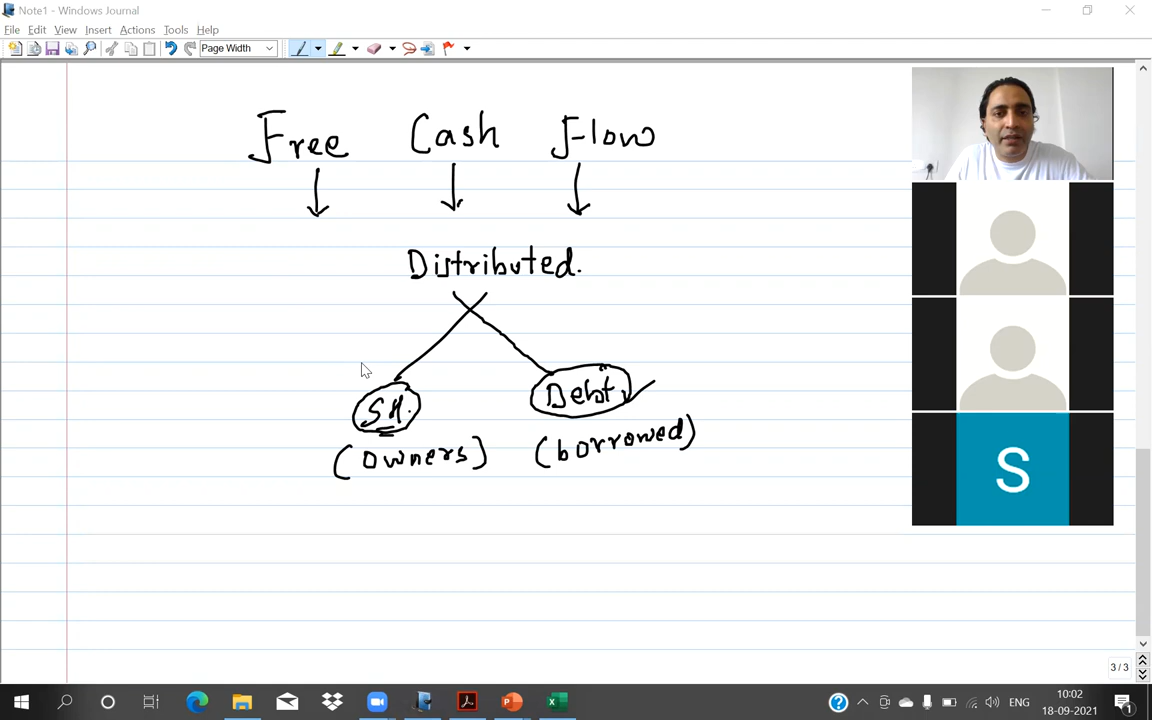 Note1 - Windows Journal
File Edit View Insert Actions Tools Help
Page Width
Free Cash Flow
Distributed.
SH. Debt
(owners) (borrowed)
S
3 / 3
ENG
10:02
18-09-2021
1